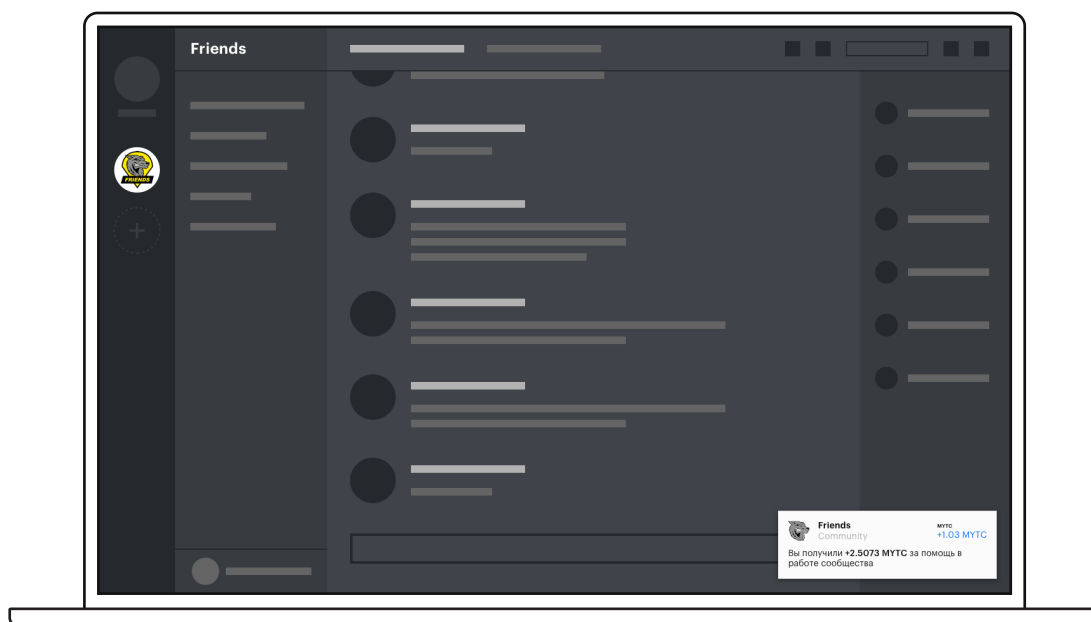 Friends
FRIENDS
Friends
MYTC
Community
+1.03 MYTC
Вы получили +2.5073 MYTC за помощь в
работе сообщества